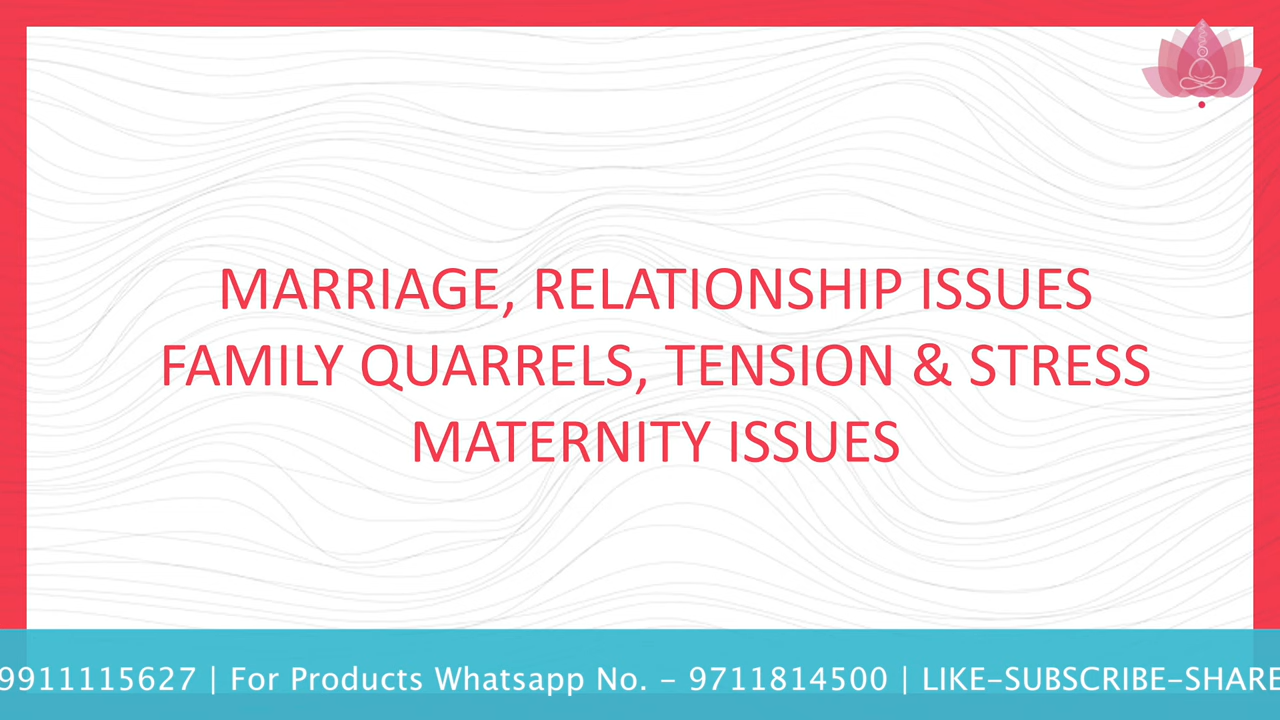 MARRIAGE, RELATIONSHIP ISSUES
FAMILY QUARRELS, TENSION & STRESS
MATERNITY ISSUES
9911115627 | For Products Whatsapp No. - 9711814500 | LIKE-SUBSCRIBE-SHARE